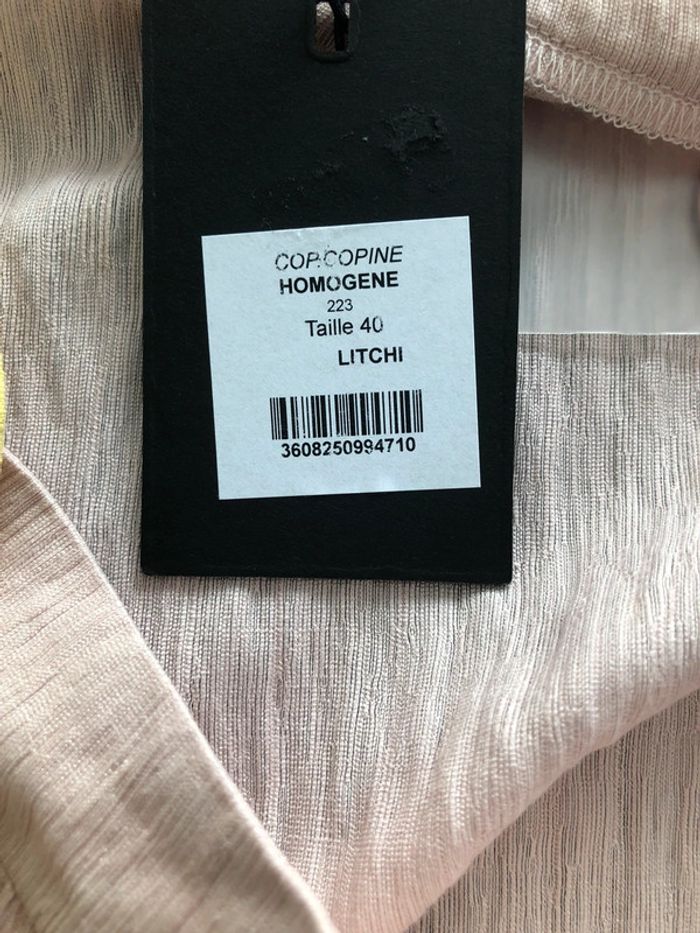 COP.COPINE
HOMOGENE
223
Taille 40
LITCHI
3608250994710